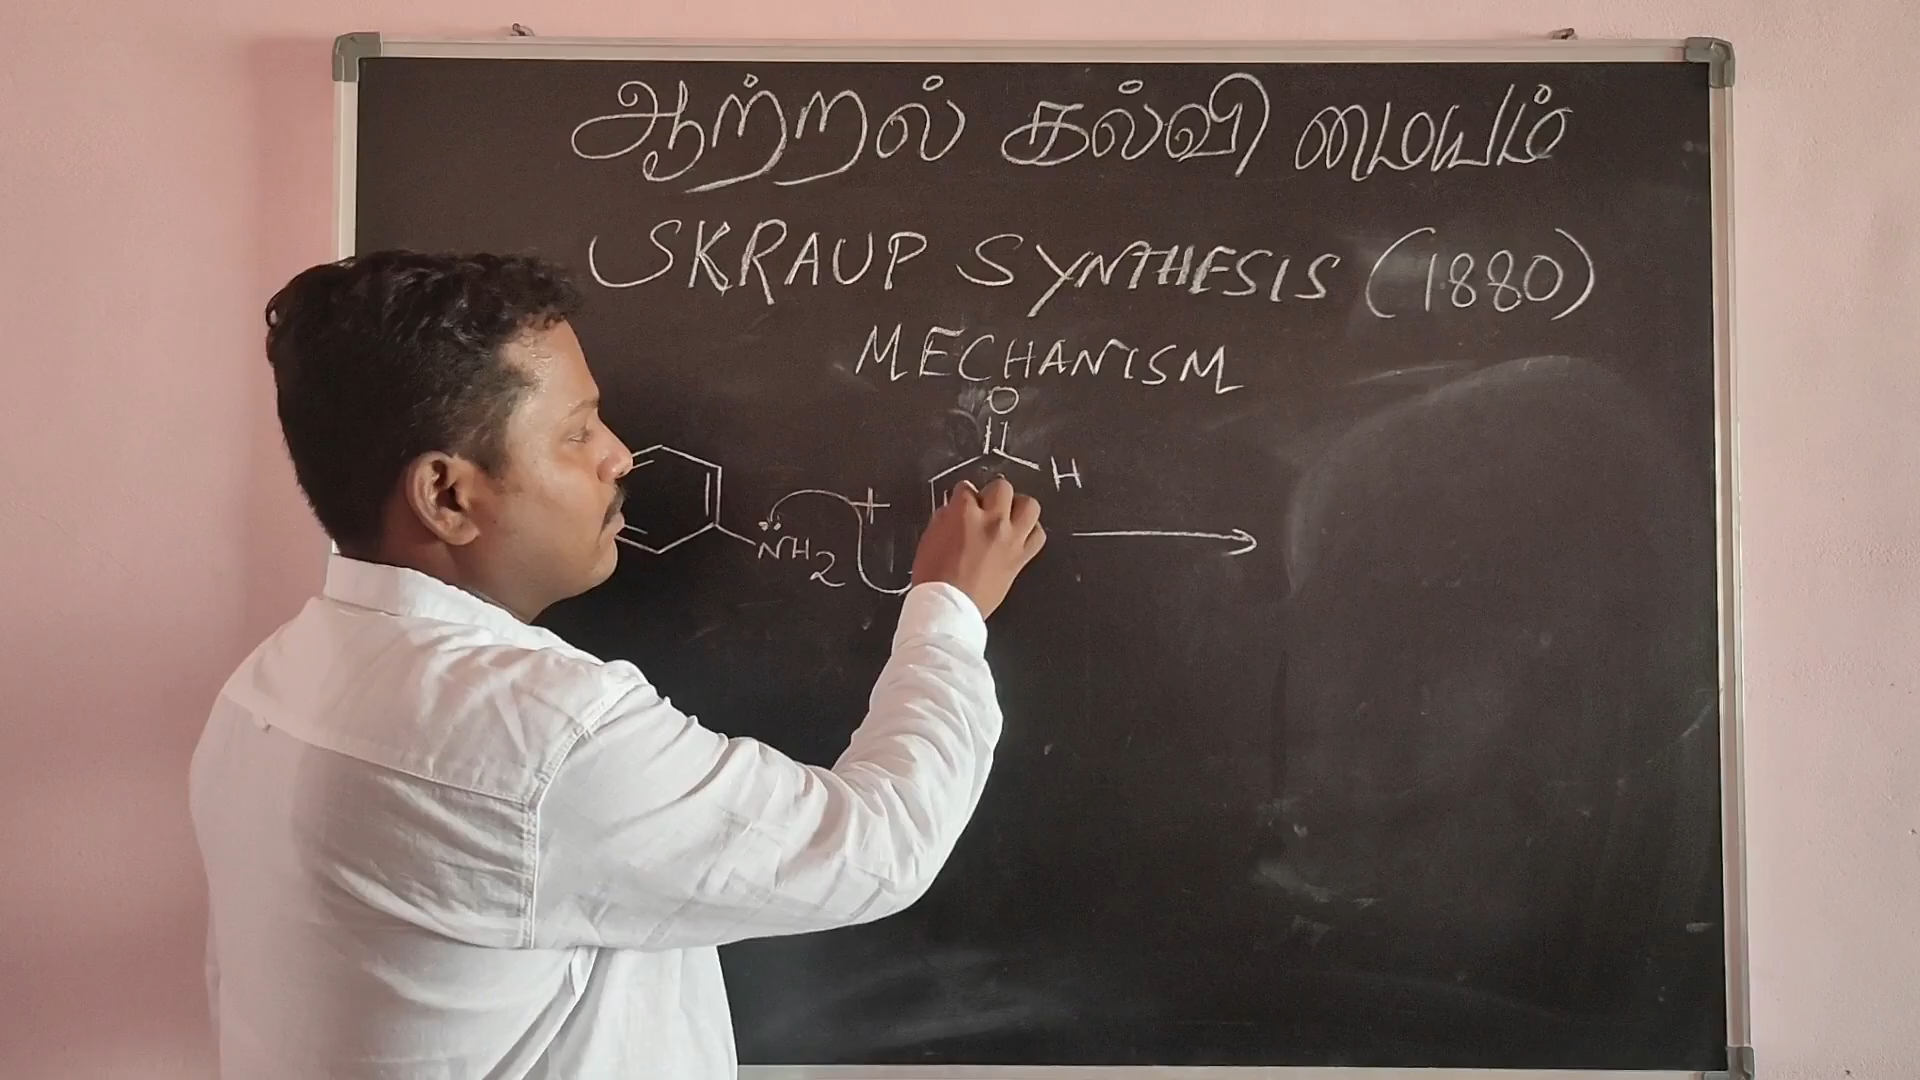 ஆற்றல் கல்வி மையம்
SKRAUP SYNTHESIS (1880)
MECHANISM
O
H
NH2 +